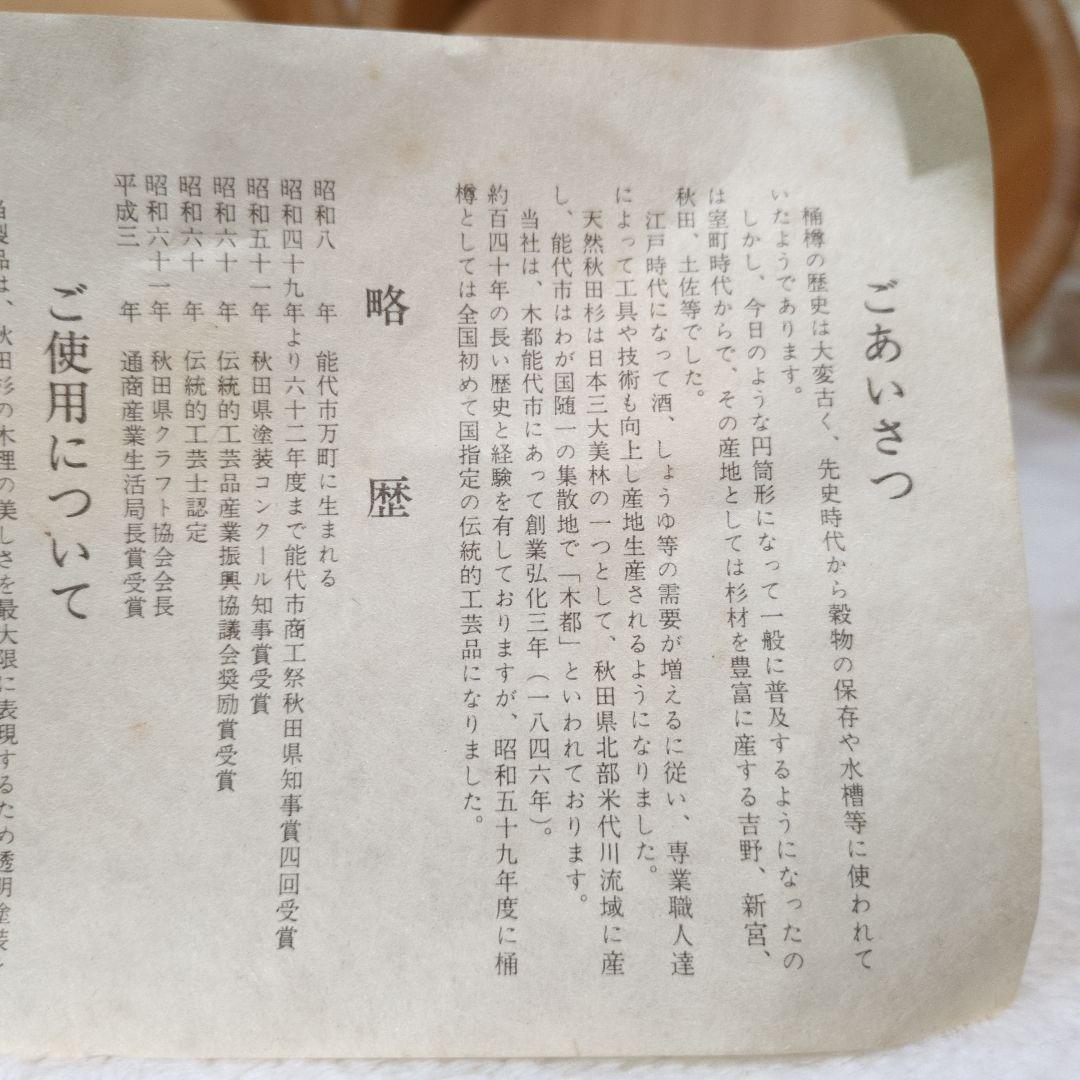 ごあいさつ
桶樽の歴史は大変古く、先史時代から穀物の保存や水槽等に使われて
いたようであります。
しかし、今日のような円筒形になって一般に普及するようになったの
は室町時代からで、その産地としては杉材を豊富に産する吉野、新宮、
秋田、土佐等でした。
江戸時代になって酒、しょうゆ等の需要が増えるに従い、専業職人達
によって工具や技術も向上し産地生産されるようになりました。
天然秋田杉は日本三大美林の一つとして、秋田県北部米代川流域に産
し、能代市はわが国随一の集散地で「木都」といわれております。
当社は、木都能代市にあって創業弘化三年（一八四六年）。
約百四十年の長い歴史と経験を有しておりますが、昭和五十九年度に桶
樽としては全国初めて国指定の伝統的工芸品になりました。
略歴
昭和八年 能代市万町に生まれる
昭和四十九年より六十二年度まで能代市商工祭秋田県知事賞四回受賞
昭和五十一年 秋田県塗装コンクール知事賞受賞
昭和六十年 伝統的工芸品産業振興協議会奨励賞受賞
昭和六十年 伝統的工芸士認定
昭和六十一年 秋田県クラフト協会会長
平成三年 通商産業生活局長賞受賞
ご使用について
製品は、秋田杉の木理の美しさを最大限に表現するため透明塗装